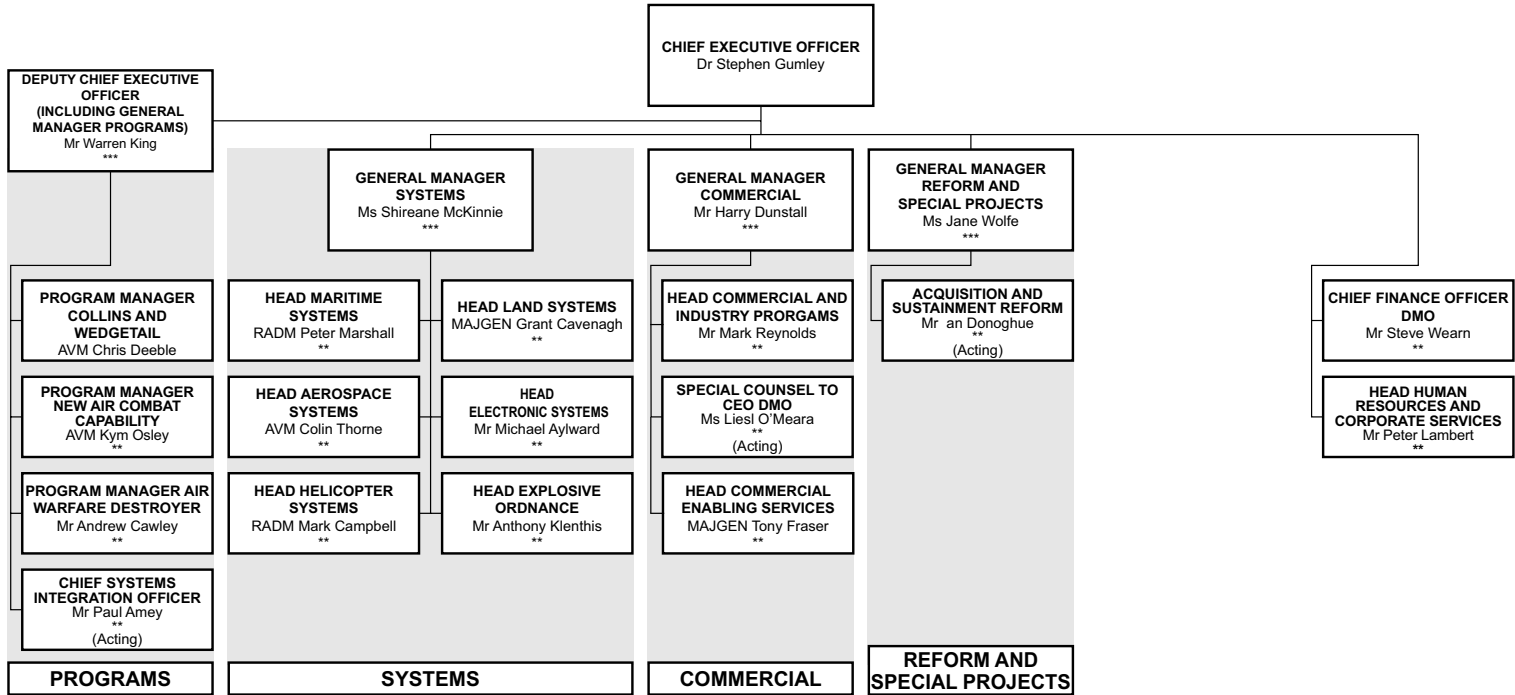 CHIEF EXECUTIVE OFFICER
Dr Stephen Gumley
DEPUTY CHIEF EXECUTIVE
OFFICER
(INCLUDING GENERAL
MANAGER PROGRAMS)
Mr Warren King
***
GENERAL MANAGER
SYSTEMS
Ms Shireane McKinnie
***
GENERAL MANAGER
COMMERCIAL
Mr Harry Dunstall
***
GENERAL MANAGER
REFORM AND
SPECIAL PROJECTS
Ms Jane Wolfe
***
PROGRAM MANAGER
COLLINS AND
WEDGETAIL
AVM Chris Deeble
PROGRAM MANAGER
NEW AIR COMBAT
CAPABILITY
AVM Kym Osley
**
PROGRAM MANAGER AIR
WARFARE DESTROYER
Mr Andrew Cawley
**
CHIEF SYSTEMS
INTEGRATION OFFICER
Mr Paul Amey
**
(Acting)
HEAD MARITIME
SYSTEMS
RADM Peter Marshall
**
HEAD LAND SYSTEMS
MAJGEN Grant Cavenagh
**
HEAD AEROSPACE
SYSTEMS
AVM Colin Thorne
**
HEAD
ELECTRONIC SYSTEMS
Mr Michael Aylward
**
HEAD HELICOPTER
SYSTEMS
RADM Mark Campbell
**
HEAD EXPLOSIVE
ORDNANCE
Mr Anthony Klenthis
**
HEAD COMMERCIAL AND
INDUSTRY PRORGAMS
Mr Mark Reynolds
**
SPECIAL COUNSEL TO
CEO DMO
Ms Liesl O'Meara
**
(Acting)
HEAD COMMERCIAL
ENABLING SERVICES
MAJGEN Tony Fraser
**
ACQUISITION AND
SUSTAINMENT REFORM
Mr an Donoghue
**
(Acting)
CHIEF FINANCE OFFICER
DMO
Mr Steve Wearn
**
HEAD HUMAN
RESOURCES AND
CORPORATE SERVICES
Mr Peter Lambert
**
PROGRAMS
SYSTEMS
COMMERCIAL
REFORM AND
SPECIAL PROJECTS